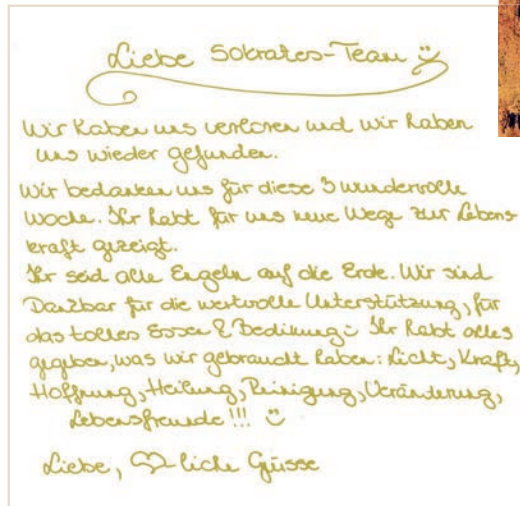 Liebe Sokrates-Team
Wir haben uns verloren und wir haben
uns wieder gefunden.
Wir bedanken uns für diese 3 wundervolle
Woche. Ihr habt für uns neue Wege zur Lebens-
kraft gezeigt.
Ihr seid alle Engeln auf die Erde. Wir sind
Dankbar für die wertvolle Unterstützung, für
das tolles Essen & Bedinung - Ihr habt alles
gegeben, was wir gebraucht haben: Licht, Kraft,
Hoffnung, Heilung, Reinigung, Veränderung,
Lebensfreunde!!!
Liebe, ♡-liche Grüsse